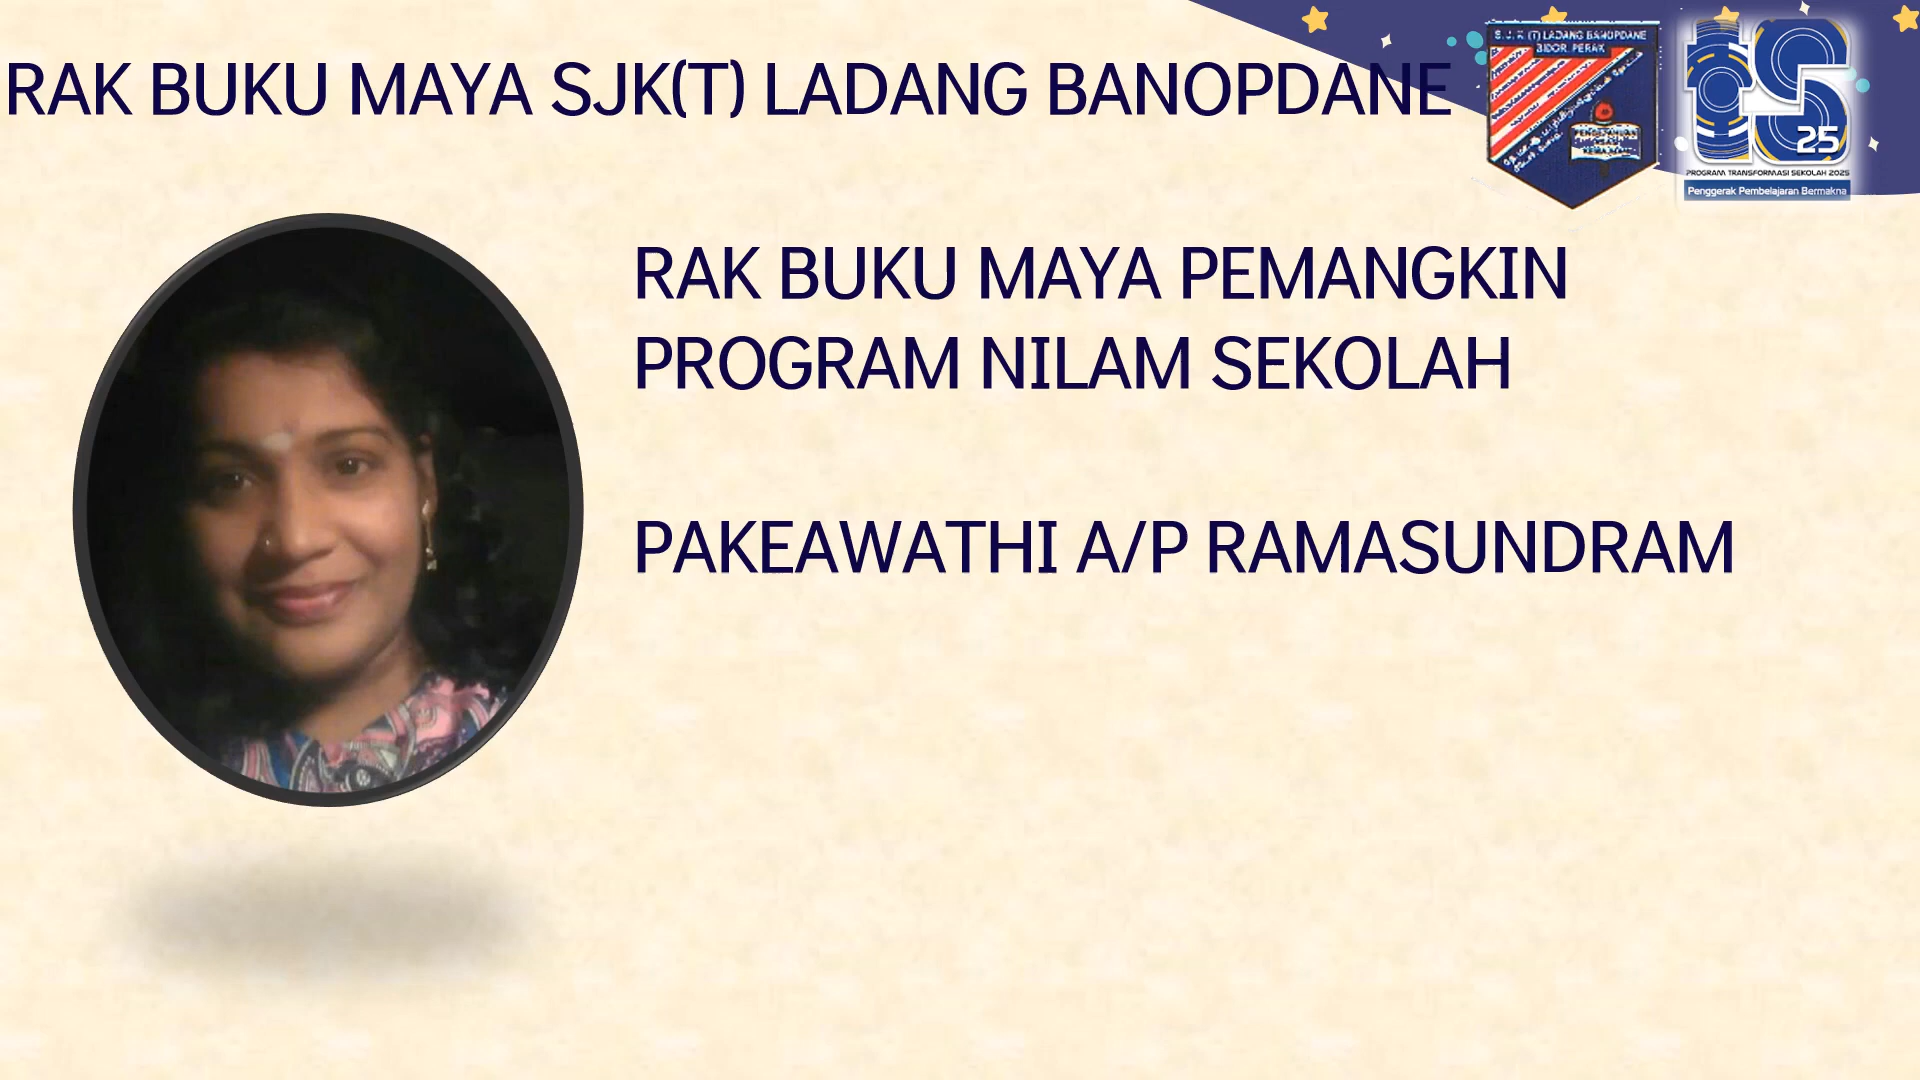 RAK BUKU MAYA SJK(T) LADANG BANOPDANE
S.J.K (T) LADANG BANOPDANE
BIDOR. PERAK
25
PROGRAM TRANSFORMASI SEKOLAH 2025
Penggerak Pembelajaran Bermakna
RAK BUKU MAYA PEMANGKIN
PROGRAM NILAM SEKOLAH
PAKEAWATHI A/P RAMASUNDRAM